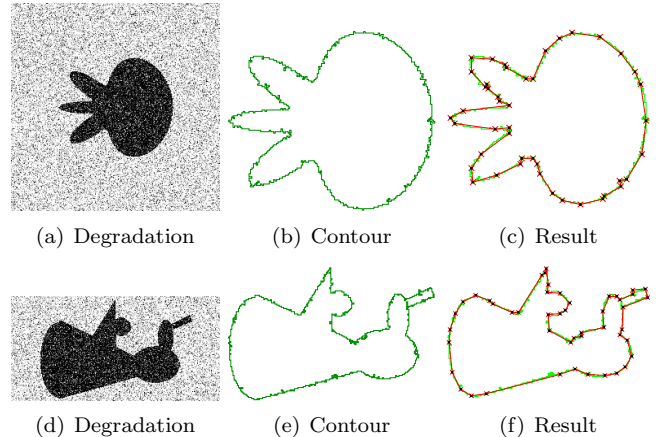 (a) Degradation (b) Contour (c) Result
(d) Degradation (e) Contour (f) Result